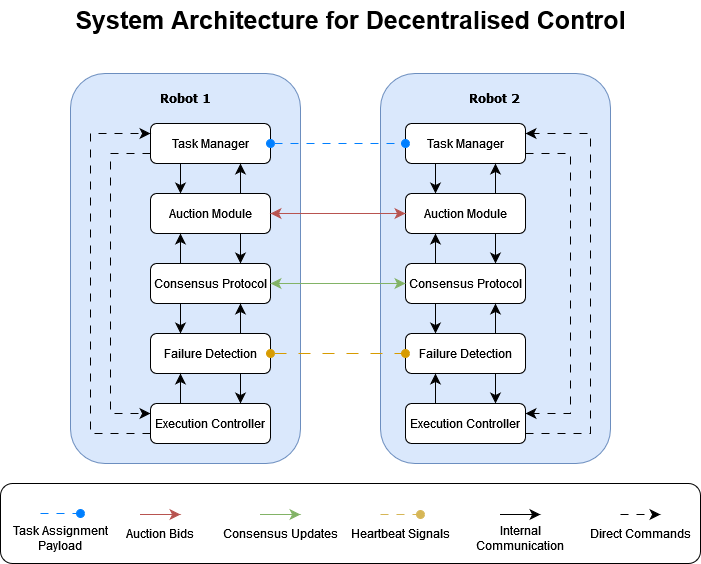 System Architecture for Decentralised Control
Robot 1
Robot 2
Task Manager
Task Manager
Auction Module
Auction Module
Consensus Protocol
Consensus Protocol
Failure Detection
Failure Detection
Execution Controller
Execution Controller
Task Assignment
Payload
Auction Bids
Consensus Updates
Heartbeat Signals
Internal
Communication
Direct Commands